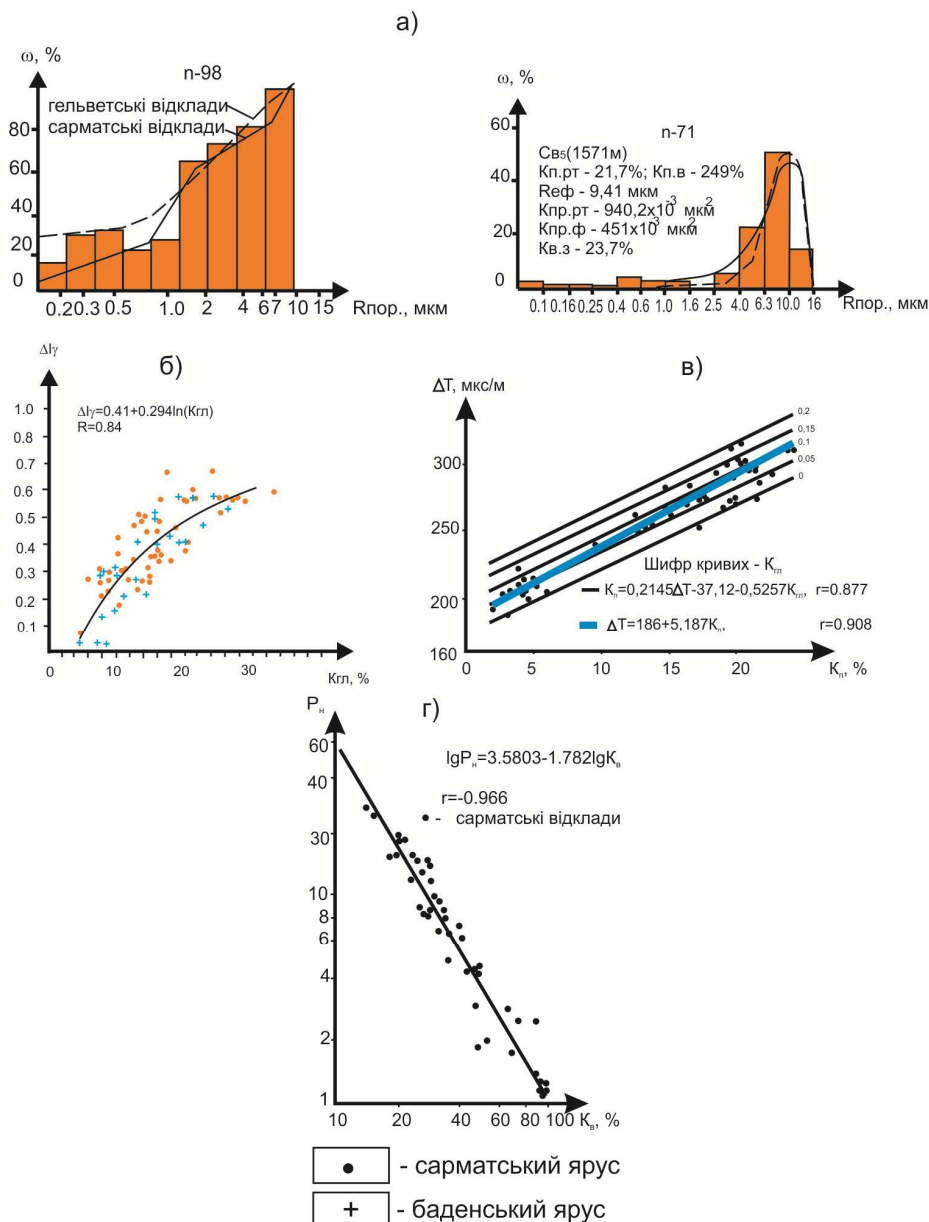 а)
ω, %
n-98
гельветські відклади
сарматські відклади
80
60
40
20
0
0.2 0.3 0.5 1.0 2 4 67 10 15
Rпор., мкм
ω, %
n-71
60
40
20
0
Св5(1571м)
Кп.рт - 21,7%; Кп.в - 249%
Rеф - 9,41 мкм
Кпр.рт - 940,2х10⁻³ мкм²
Кпр.ф - 451х10⁻³ мкм²
Кв.з - 23,7%
0.1 0.16 0.25 0.4 0.6 1.0 1.6 2.5 4.0 6.3 10.0 16
Rпор., мкм
б)
ΔIγ
ΔIγ=0.41+0.294ln(Кгл)
R=0.84
1.0
0.9
0.8
0.7
0.6
0.5
0.4
0.3
0.2
0.1
0 10 20 30
Кгл, %
в)
ΔT, мкс/м
300
250
200
160
0,2
0,15
0,1
0,05
0
Шифр кривих - Кгл
Кп=0,2145ΔT-37,12-0,5257Кгл, r=0.877
ΔT=186+5,187Кп, r=0.908
0 5 10 15 20
Кп, %
г)
Рн
lgРн=3.5803-1.782lgКв
r=-0.966
- сарматські відклади
60
40
30
10
8
6
4
2
1
10 20 40 60 80 100
Кв, %
- сарматський ярус
- баденський ярус